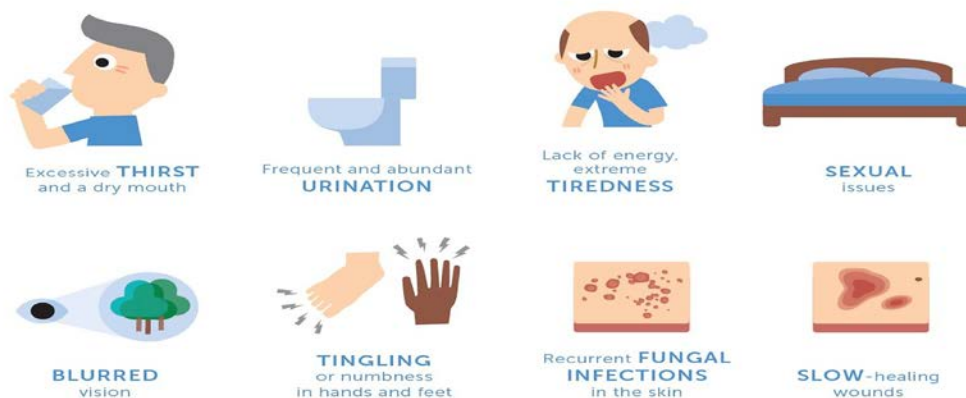 Excessive THIRST
and a dry mouth
Frequent and abundant
URINATION
Lack of energy,
extreme
TIREDNESS
SEXUAL
issues
BLURRED
vision
TINGLING
or numbness
in hands and feet
Recurrent FUNGAL
INFECTIONS
in the skin
SLOW-healing
wounds